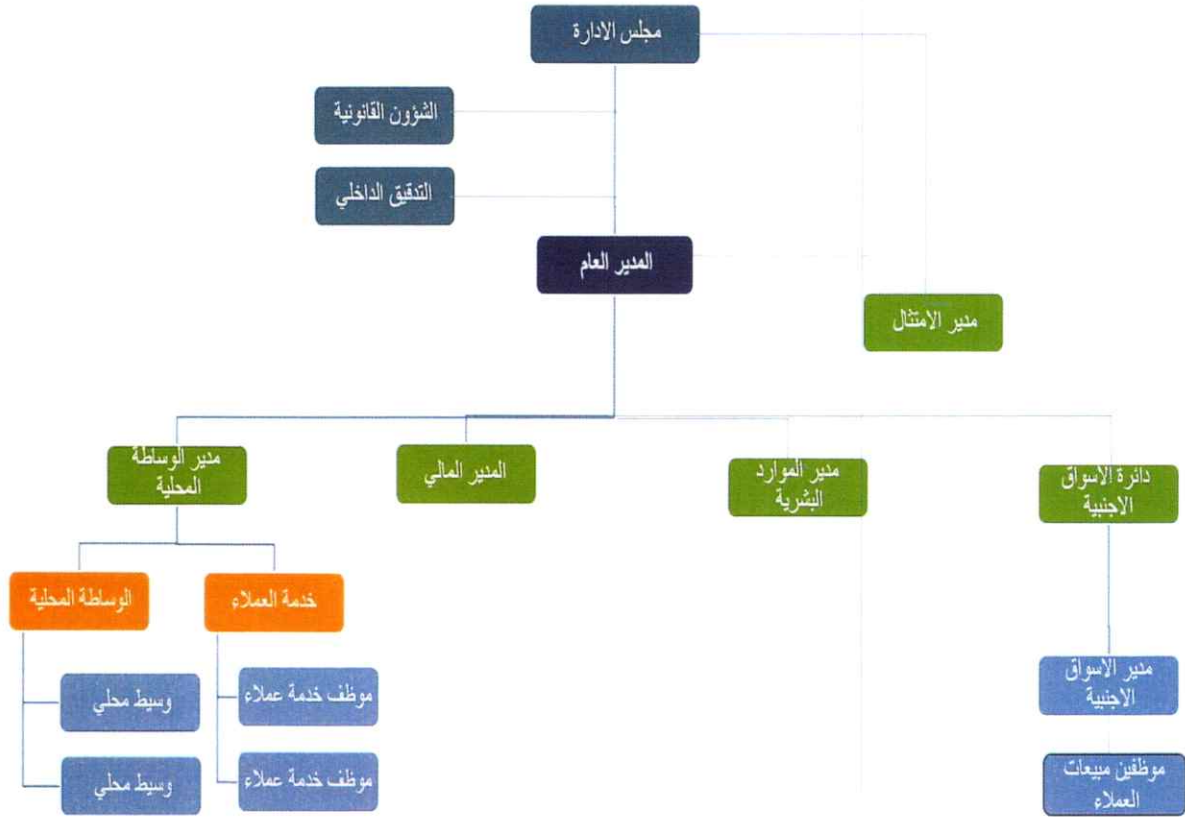 مجلس الادارة
الشؤون القانونية
التدقيق الداخلي
المدير العام
مدير الامتثال
دائرة الاسواق
الاجنبية
مدير الموارد
البشرية
المدير المالي
مدير الوساطة
المحلية
خدمة العملاء
الوساطة المحلية
مدير الاسواق
الاجنبية
موظف خدمة عملاء
وسيط محلي
موظفين مبيعات
العملاء
موظف خدمة عملاء
وسيط محلي